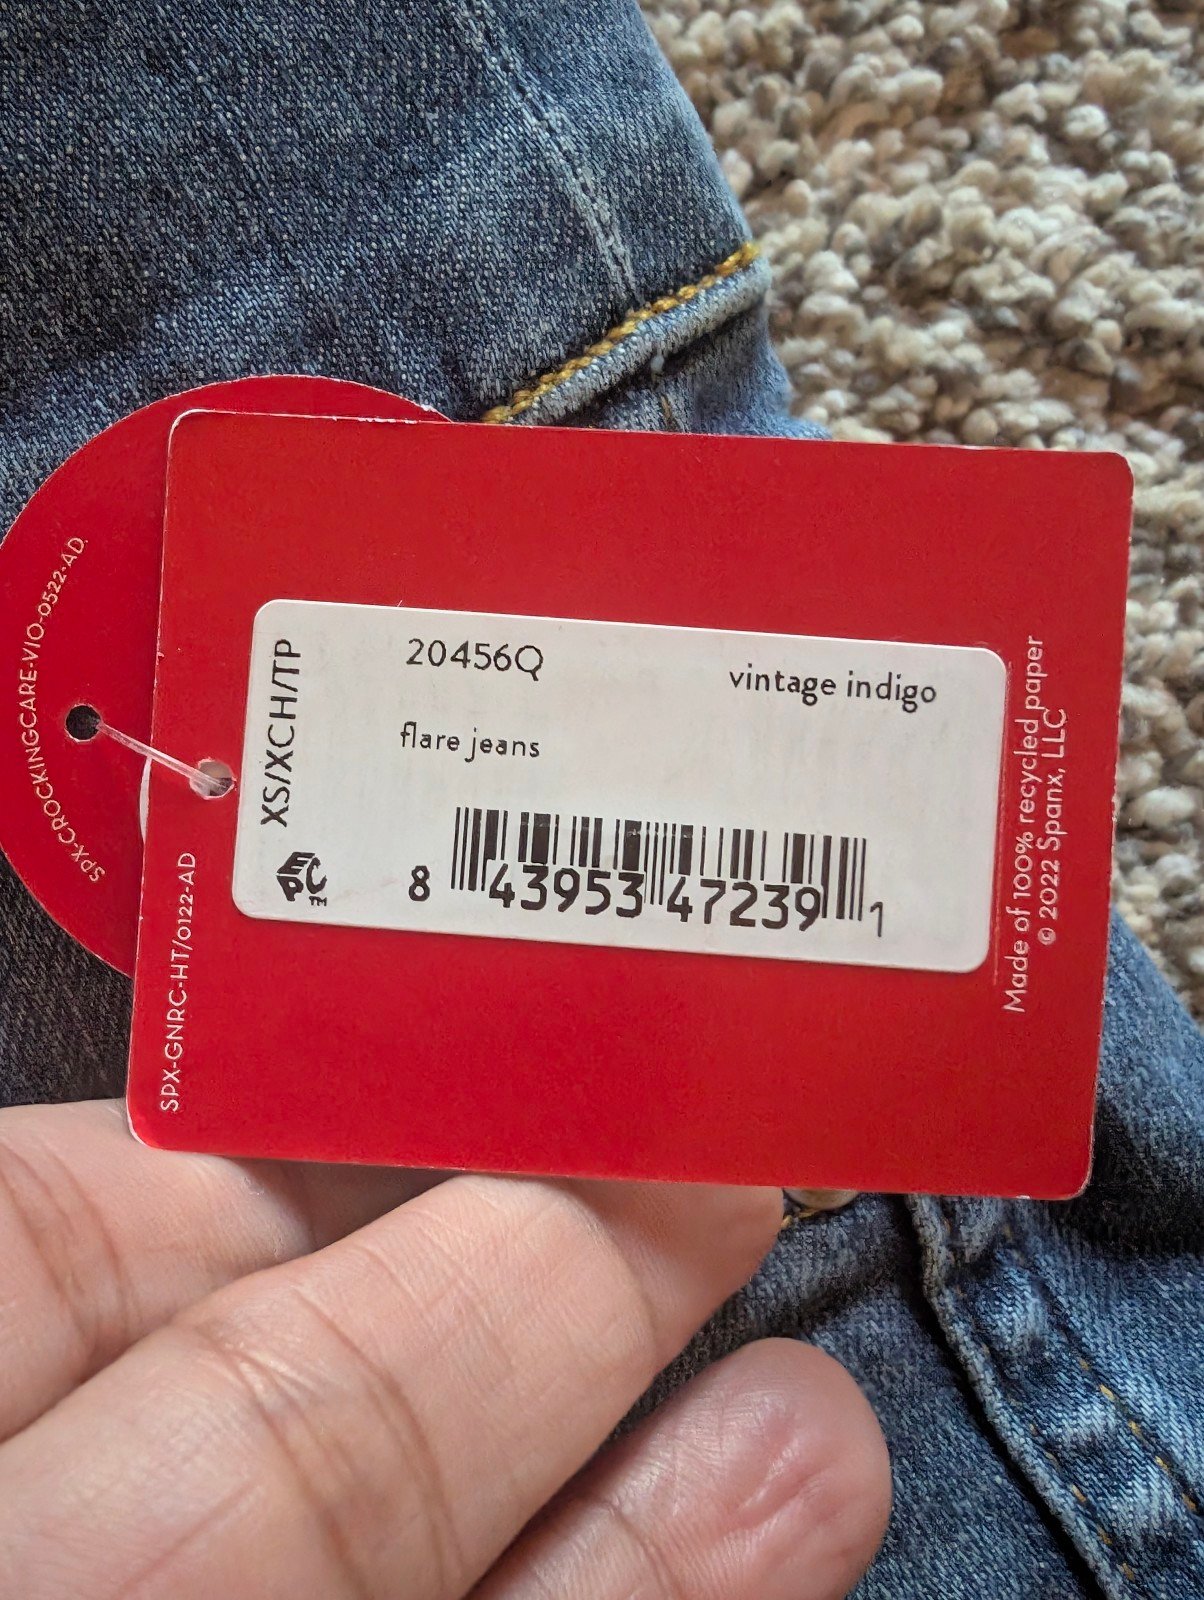 SPX-CROCKINGCARE-VIO-0522-AD.
SPX-GNRC-HT/0122-AD
XS/XCH/TP
EPC™
20456Q
vintage indigo
flare jeans
8 43953 47239 1
Made of 100% recycled paper
© 2022 Spanx, LLC